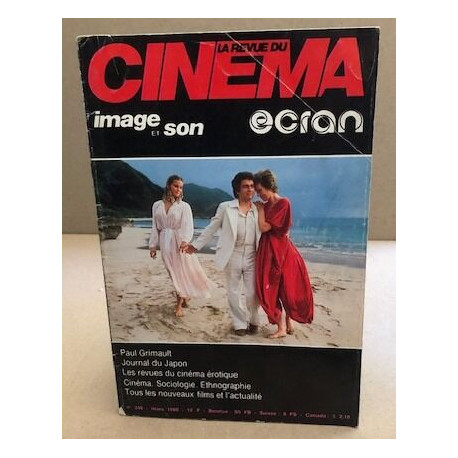 LA REVUE DU
CINEMA
image ET son
ecran
Paul Grimault
Journal du Japon
Les revues du cinéma érotique
Cinéma. Sociologie. Ethnographie
Tous les nouveaux films et l'actualité